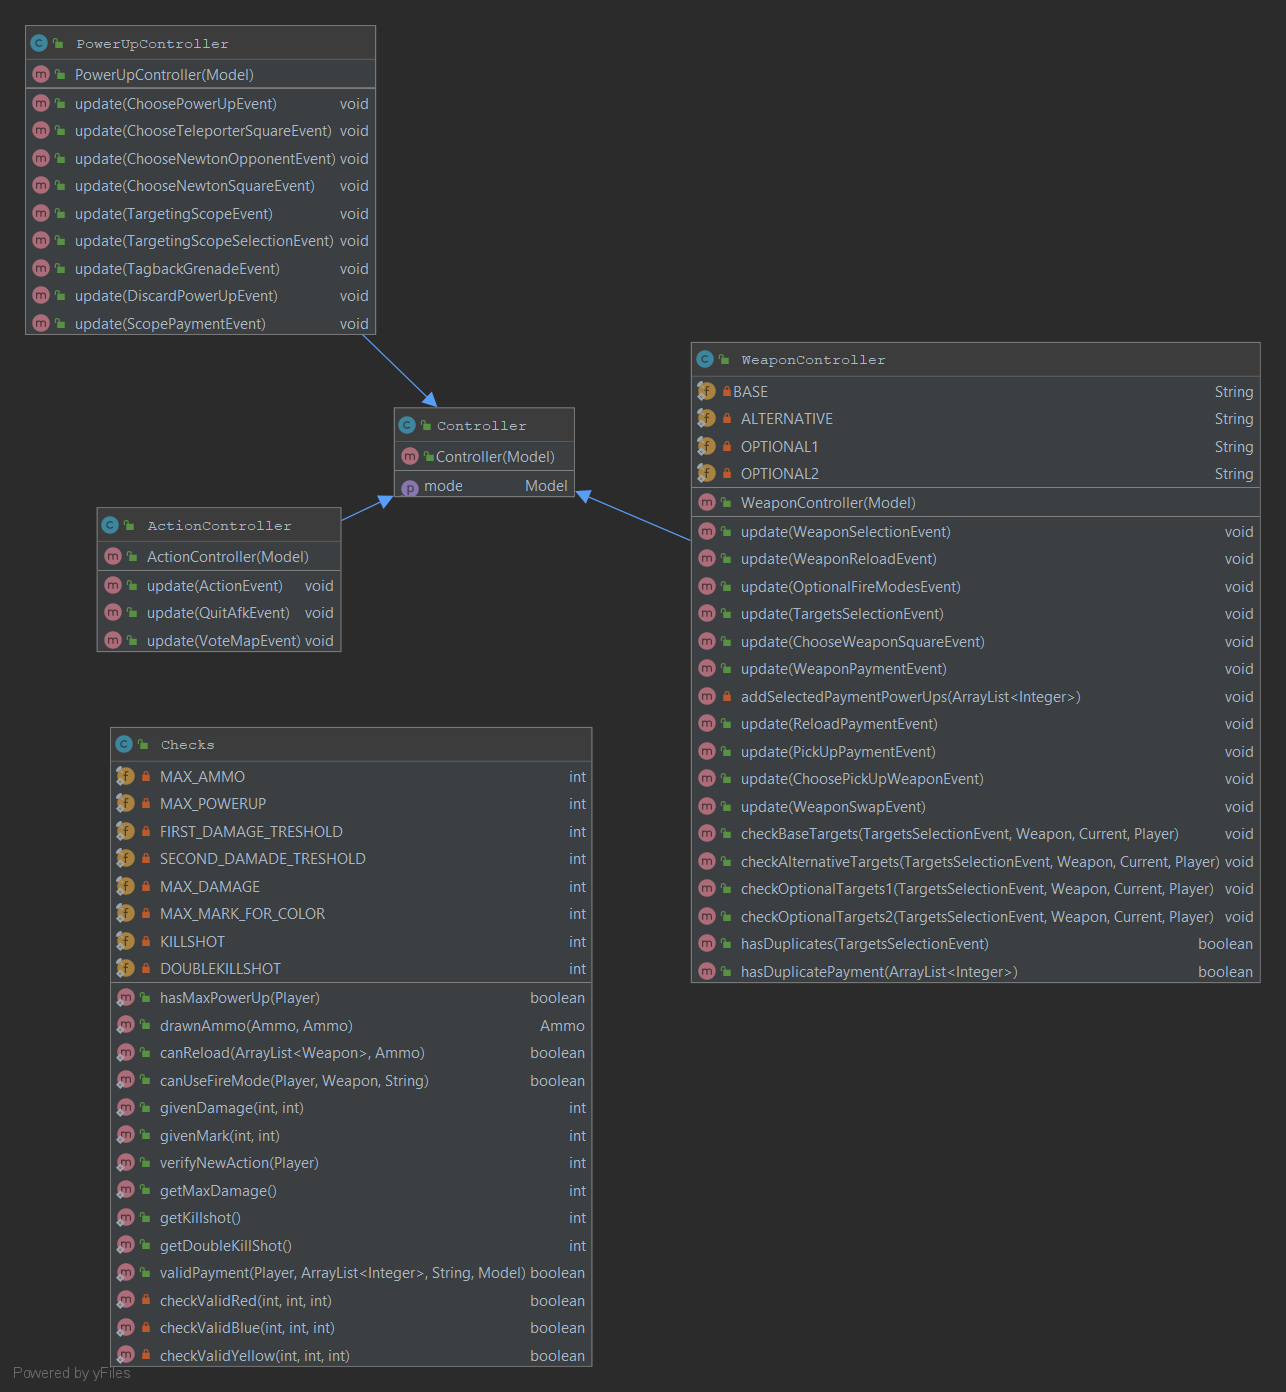 PowerUpController
PowerUpController(Model)
update(ChoosePowerUpEvent) void
update(ChooseTeleporterSquareEvent) void
update(ChooseNewtonOpponentEvent) void
update(ChooseNewtonSquareEvent) void
update(TargetingScopeEvent) void
update(TargetingScopeSelectionEvent) void
update(TagbackGrenadeEvent) void
update(DiscardPowerUpEvent) void
update(ScopePaymentEvent) void
Controller
Controller(Model)
mode Model
ActionController
ActionController(Model)
update(ActionEvent) void
update(QuitAfkEvent) void
update(VoteMapEvent) void
WeaponController
BASE String
ALTERNATIVE String
OPTIONAL1 String
OPTIONAL2 String
WeaponController(Model)
update(WeaponSelectionEvent) void
update(WeaponReloadEvent) void
update(OptionalFireModesEvent) void
update(TargetsSelectionEvent) void
update(ChooseWeaponSquareEvent) void
update(WeaponPaymentEvent) void
addSelectedPaymentPowerUps(ArrayList<Integer>) void
update(ReloadPaymentEvent) void
update(PickUpPaymentEvent) void
update(ChoosePickUpWeaponEvent) void
update(WeaponSwapEvent) void
checkBaseTargets(TargetsSelectionEvent, Weapon, Current, Player) void
checkAlternativeTargets(TargetsSelectionEvent, Weapon, Current, Player) void
checkOptionalTargets1(TargetsSelectionEvent, Weapon, Current, Player) void
checkOptionalTargets2(TargetsSelectionEvent, Weapon, Current, Player) void
hasDuplicates(TargetsSelectionEvent) boolean
hasDuplicatePayment(ArrayList<Integer>) boolean
Checks
MAX_AMMO int
MAX_POWERUP int
FIRST_DAMAGE_TRESHOLD int
SECOND_DAMADE_TRESHOLD int
MAX_DAMAGE int
MAX_MARK_FOR_COLOR int
KILLSHOT int
DOUBLEKILLSHOT int
hasMaxPowerUp(Player) boolean
drawnAmmo(Ammo, Ammo) Ammo
canReload(ArrayList<Weapon>, Ammo) boolean
canUseFireMode(Player, Weapon, String) boolean
givenDamage(int, int) int
givenMark(int, int) int
verifyNewAction(Player) int
getMaxDamage() int
getKillshot() int
getDoubleKillShot() int
validPayment(Player, ArrayList<Integer>, String, Model) boolean
checkValidRed(int, int, int) boolean
checkValidBlue(int, int, int) boolean
checkValidYellow(int, int, int) boolean
Powered by yFiles